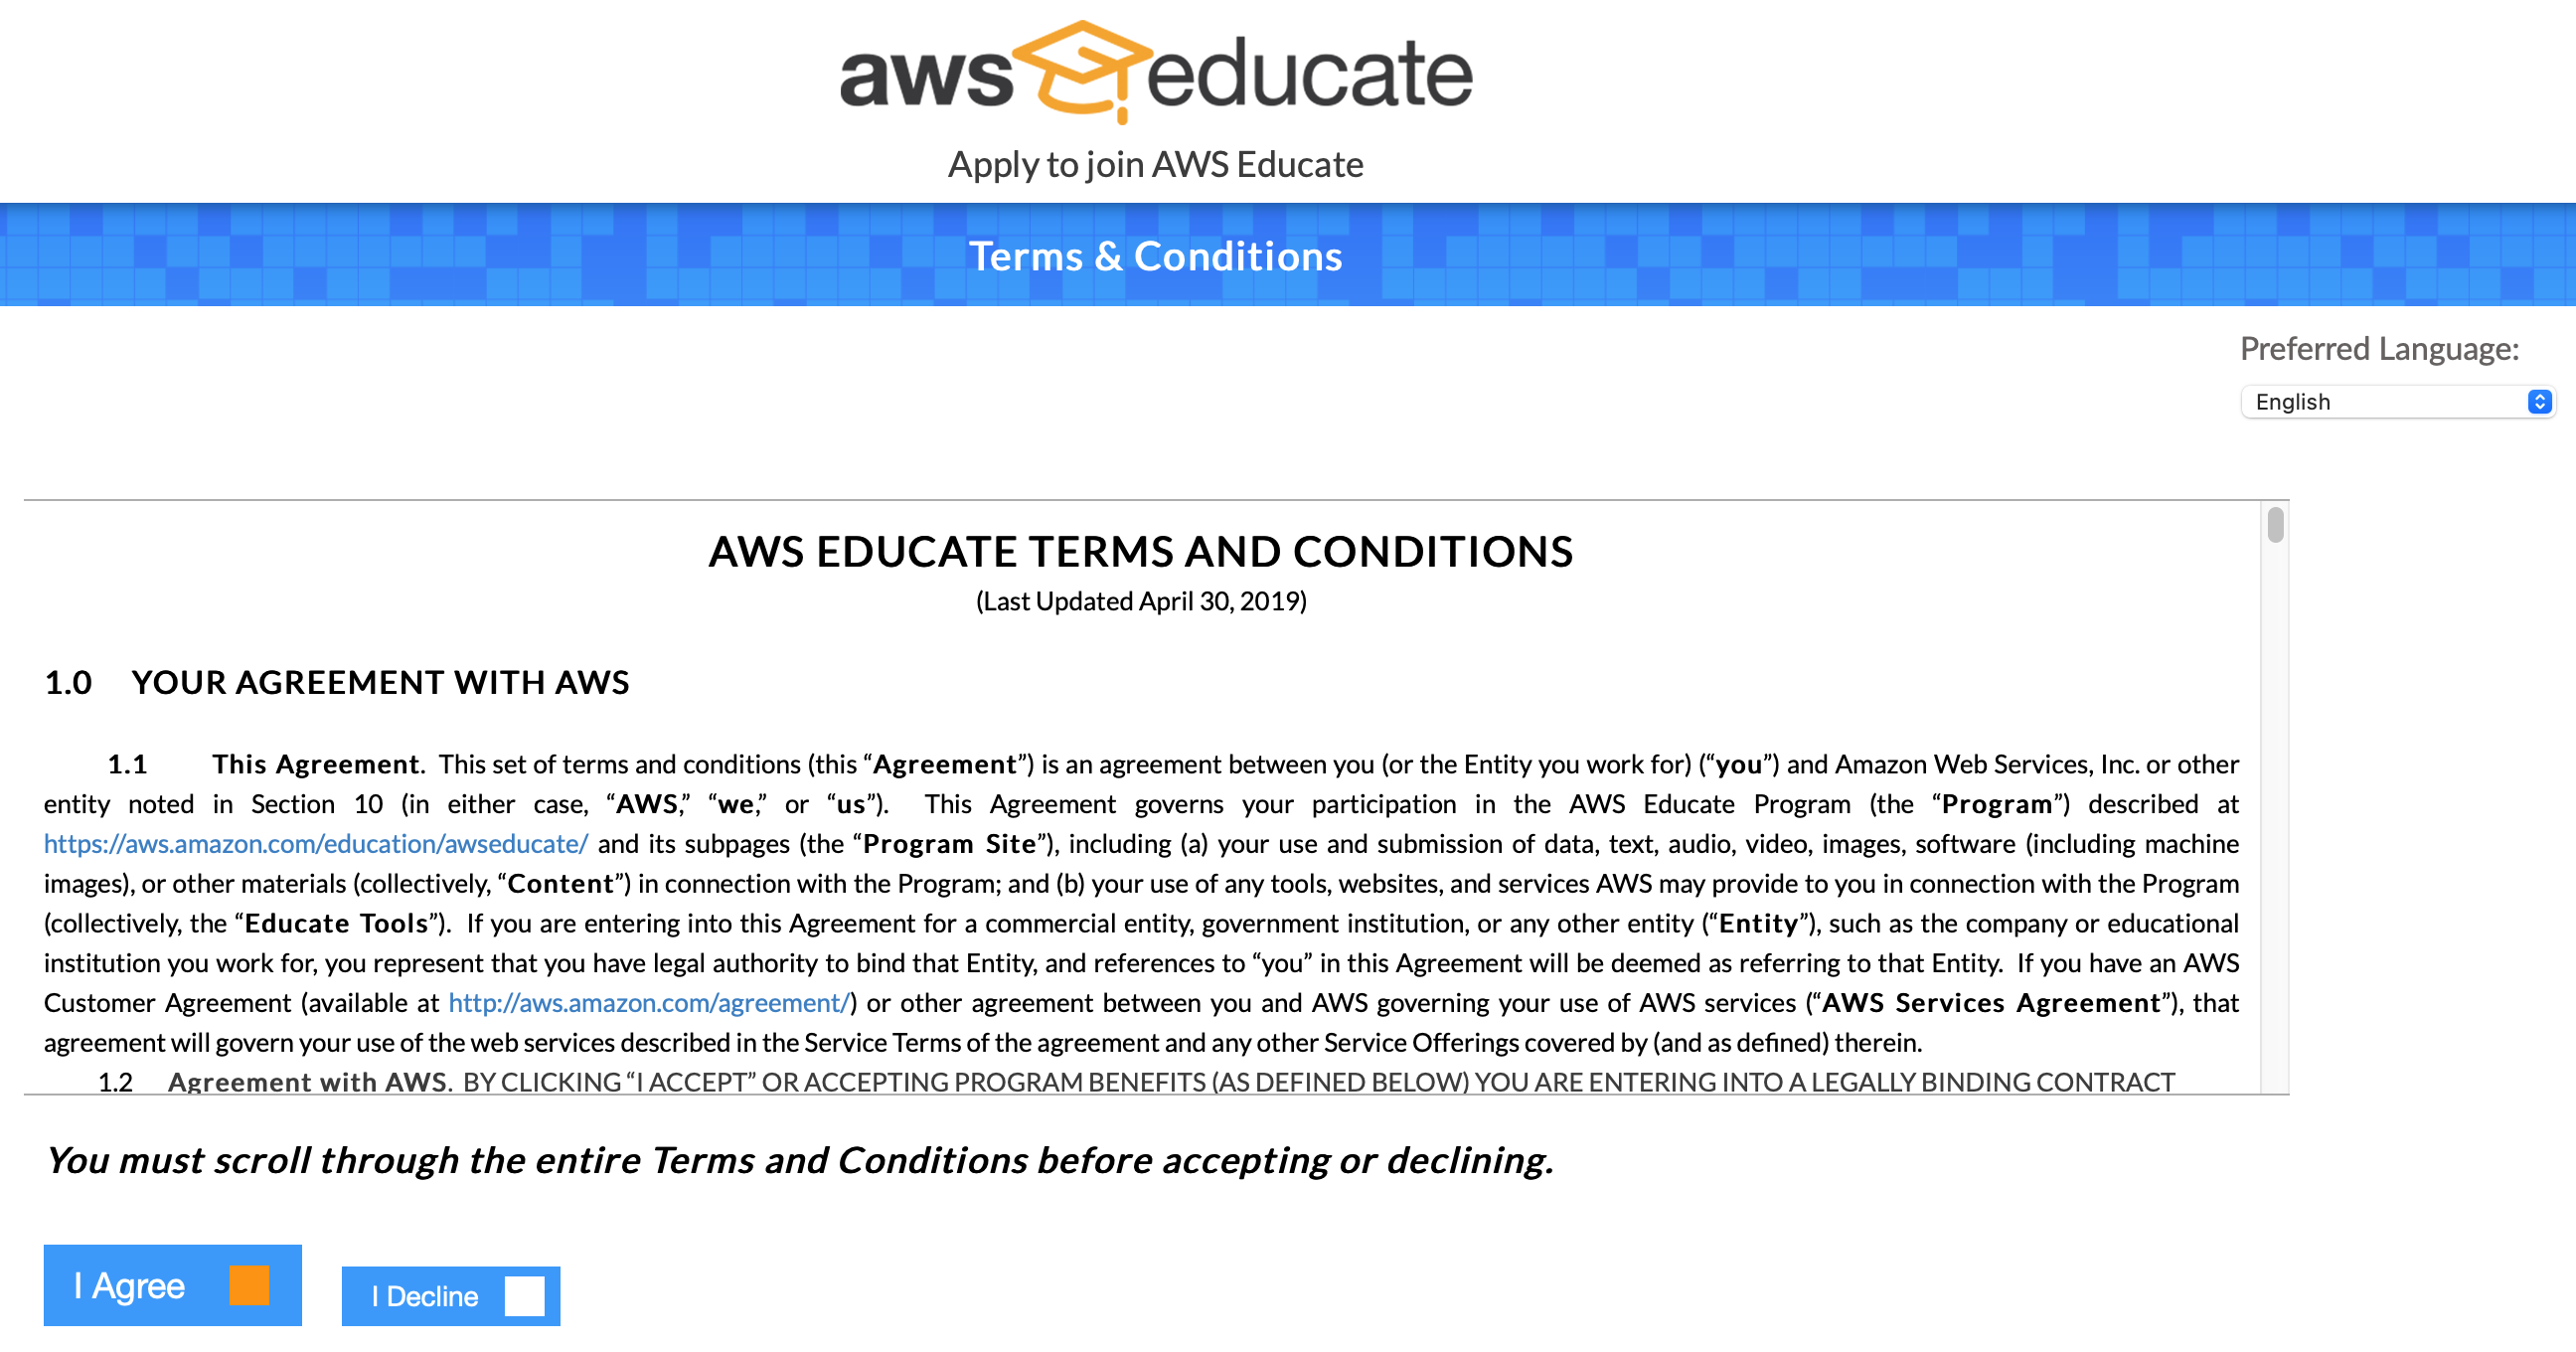 aws educate
Apply to join AWS Educate
Terms & Conditions
Preferred Language:
English
AWS EDUCATE TERMS AND CONDITIONS
(Last Updated April 30, 2019)
1.0 YOUR AGREEMENT WITH AWS
1.1 This Agreement. This set of terms and conditions (this “Agreement”) is an agreement between you (or the Entity you work for) (“you”) and Amazon Web Services, Inc. or other
entity noted in Section 10 (in either case, “AWS,” “we,” or “us”). This Agreement governs your participation in the AWS Educate Program (the “Program”) described at
https://aws.amazon.com/education/awseducate/ and its subpages (the “Program Site”), including (a) your use and submission of data, text, audio, video, images, software (including machine
images), or other materials (collectively, “Content”) in connection with the Program; and (b) your use of any tools, websites, and services AWS may provide to you in connection with the Program
(collectively, the “Educate Tools”). If you are entering into this Agreement for a commercial entity, government institution, or any other entity (“Entity”), such as the company or educational
institution you work for, you represent that you have legal authority to bind that Entity, and references to “you” in this Agreement will be deemed as referring to that Entity. If you have an AWS
Customer Agreement (available at http://aws.amazon.com/agreement/) or other agreement between you and AWS governing your use of AWS services (“AWS Services Agreement”), that
agreement will govern your use of the web services described in the Service Terms of the agreement and any other Service Offerings covered by (and as defined) therein.
1.2 Agreement with AWS. BY CLICKING “I ACCEPT” OR ACCEPTING PROGRAM BENEFITS (AS DEFINED BELOW) YOU ARE ENTERING INTO A LEGALLY BINDING CONTRACT
You must scroll through the entire Terms and Conditions before accepting or declining.
I Agree
I Decline